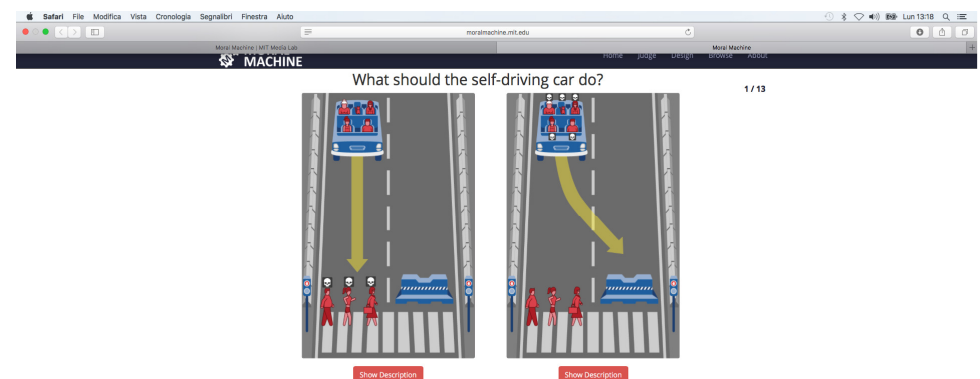 Safari File Modifica Vista Cronologia Segnalibri Finestra Aiuto
Lun 13:18
moralmachine.mit.edu
Moral Machine | MIT Media Lab
Moral Machine
MACHINE
Home Judge Design Browse About
What should the self-driving car do?
1 / 13
Show Description
Show Description